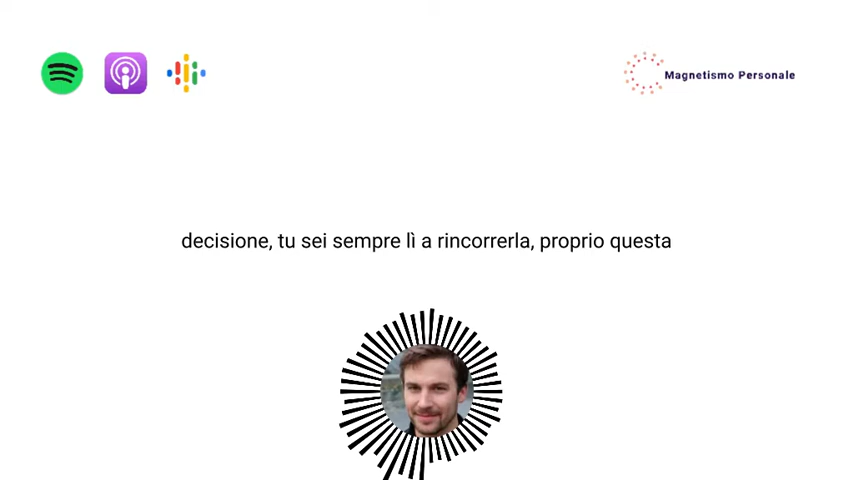 Magnetismo Personale
decisione, tu sei sempre lì a rincorrerla, proprio questa